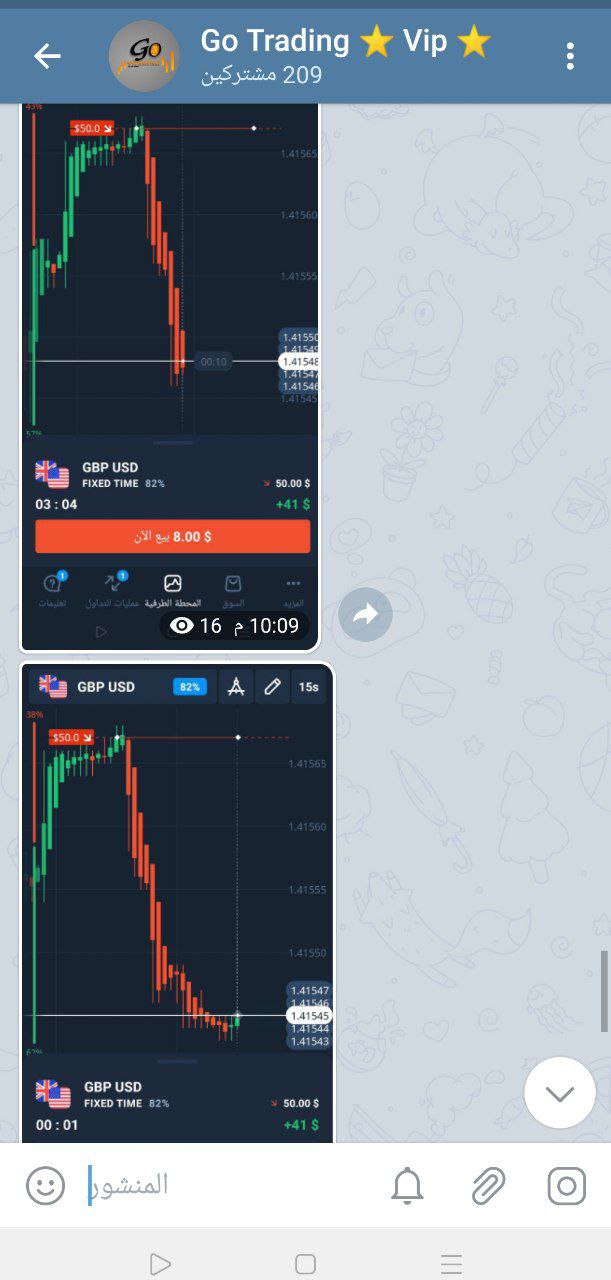 Go Trading ⭐ Vip ⭐
209 مشتركين
43%
$50.0
1.41565
1.41560
1.41555
1.41550
1.41549
00:10
1.41548
1.41547
1.41546
1.41545
57%
GBP USD
FIXED TIME 82%
50.00 $
03 : 04
+41 $
بيع الآن 8.00 $
1
1
تعليمات
عمليات التداول
المحطة الطرفية
السوق
المزيد
16
10:09 م
GBP USD
82%
15s
38%
$50.0
1.41565
1.41560
1.41555
1.41550
1.41547
1.41546
1.41545
1.41544
1.41543
62%
GBP USD
FIXED TIME 82%
50.00 $
00 : 01
+41 $
المنشور